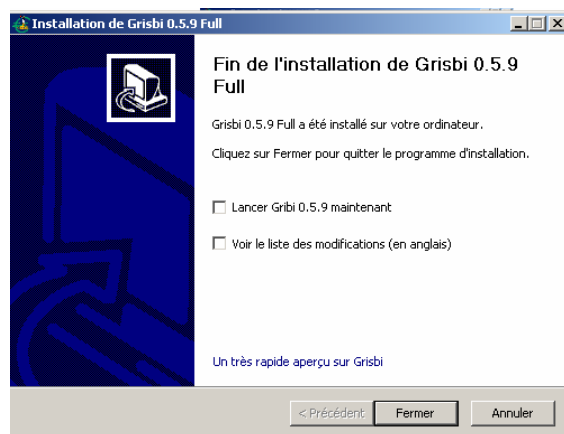 Installation de Grisbi 0.5.9 Full
Fin de l'installation de Grisbi 0.5.9
Full
Grisbi 0.5.9 Full a été installé sur votre ordinateur.
Cliquez sur Fermer pour quitter le programme d'installation.
Lancer Gribi 0.5.9 maintenant
Voir le liste des modifications (en anglais)
Un très rapide aperçu sur Grisbi
< Précédent
Fermer
Annuler